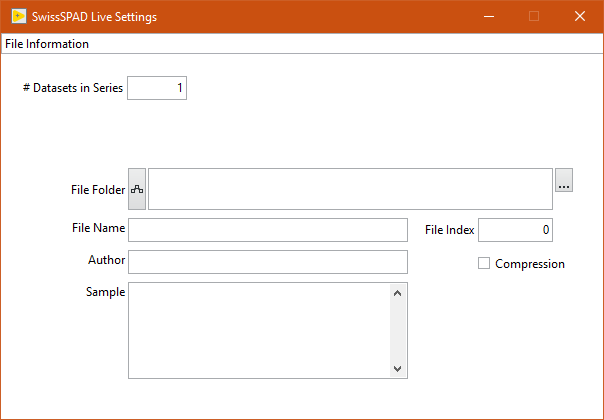 SwissSPAD Live Settings
File Information
# Datasets in Series 1
File Folder ...
File Name File Index 0
Author Compression
Sample